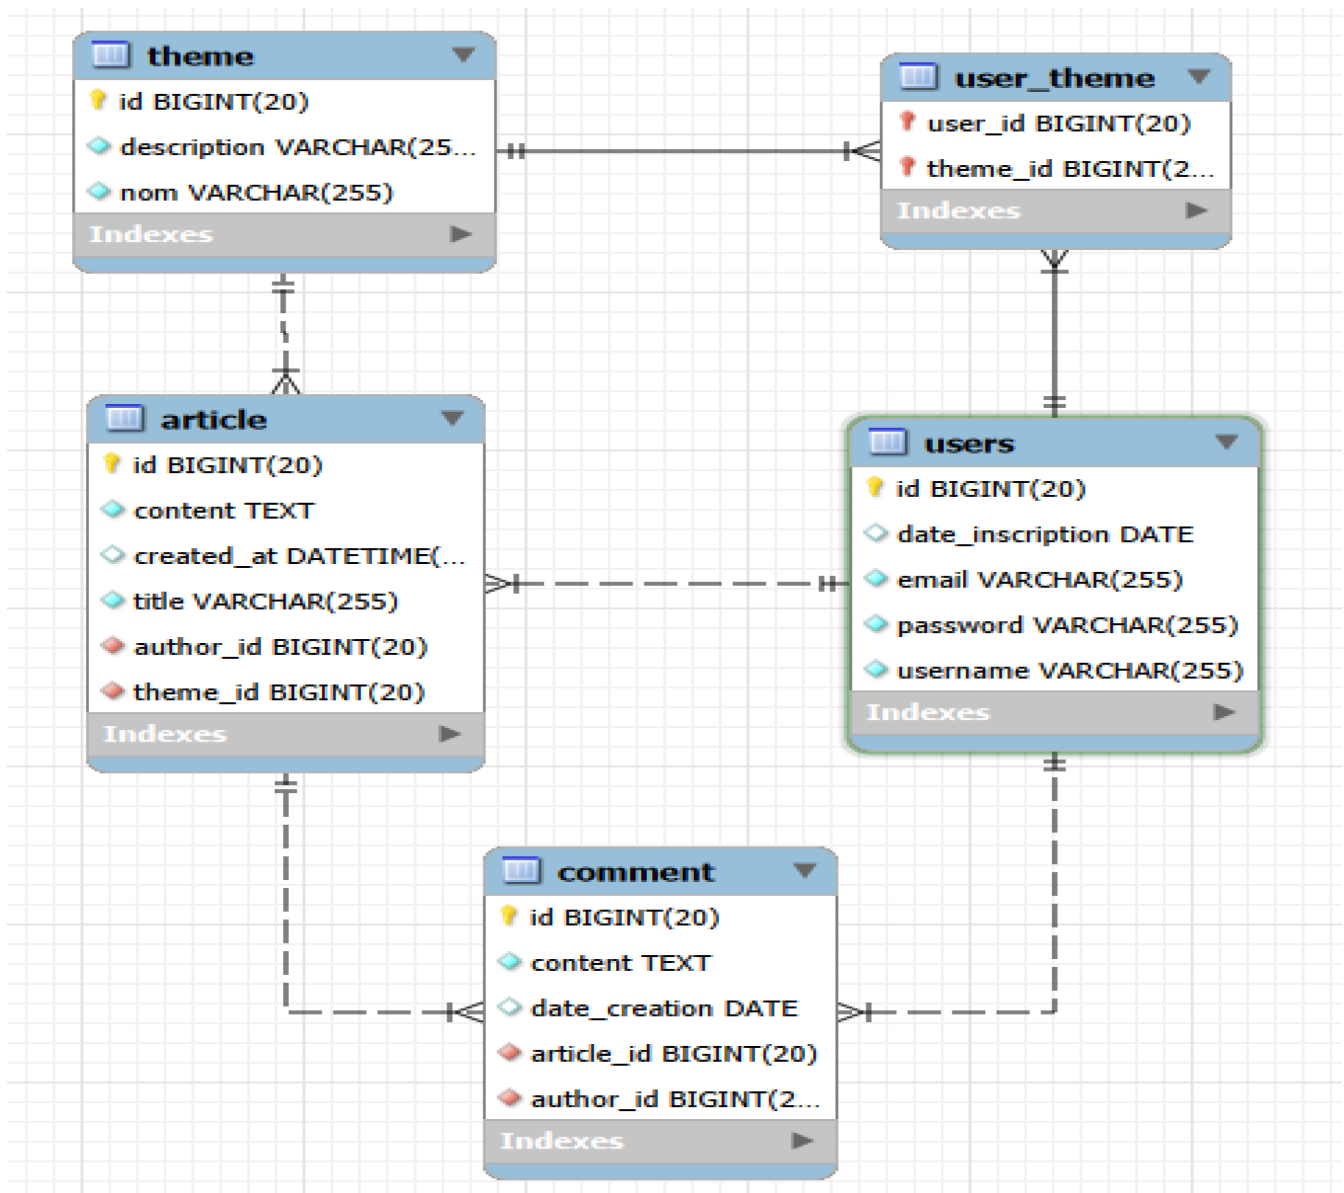 theme
id BIGINT(20)
description VARCHAR(25...
nom VARCHAR(255)
Indexes
user_theme
user_id BIGINT(20)
theme_id BIGINT(2...
Indexes
article
id BIGINT(20)
content TEXT
created_at DATETIME(...
title VARCHAR(255)
author_id BIGINT(20)
theme_id BIGINT(20)
Indexes
users
id BIGINT(20)
date_inscription DATE
email VARCHAR(255)
password VARCHAR(255)
username VARCHAR(255)
Indexes
comment
id BIGINT(20)
content TEXT
date_creation DATE
article_id BIGINT(20)
author_id BIGINT(2...
Indexes